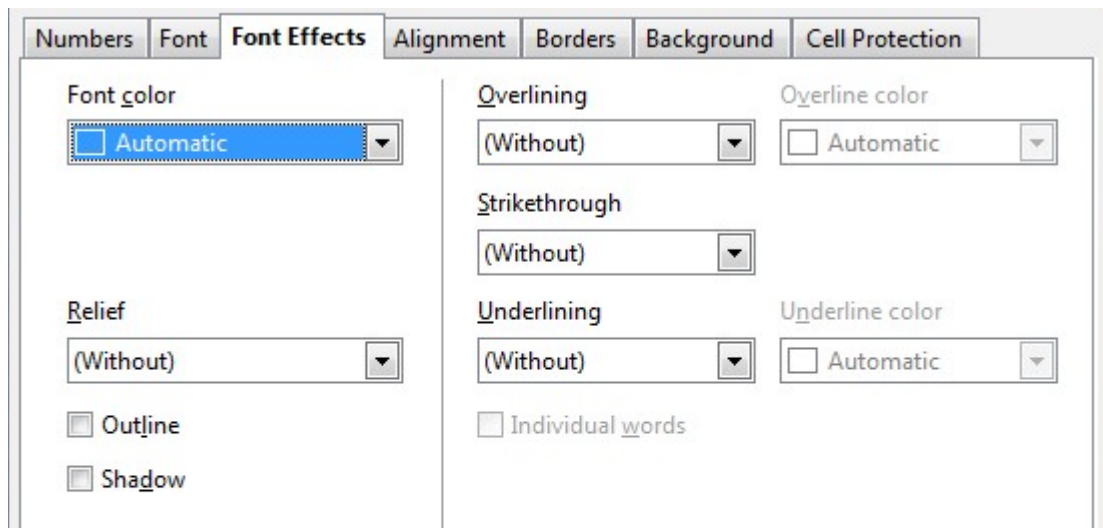 Numbers Font Font Effects Alignment Borders Background Cell Protection
Font color
Automatic
Relief
(Without)
Outline
Shadow
Overlining Overline color
(Without) Automatic
Strikethrough
(Without)
Underlining Underline color
(Without) Automatic
Individual words